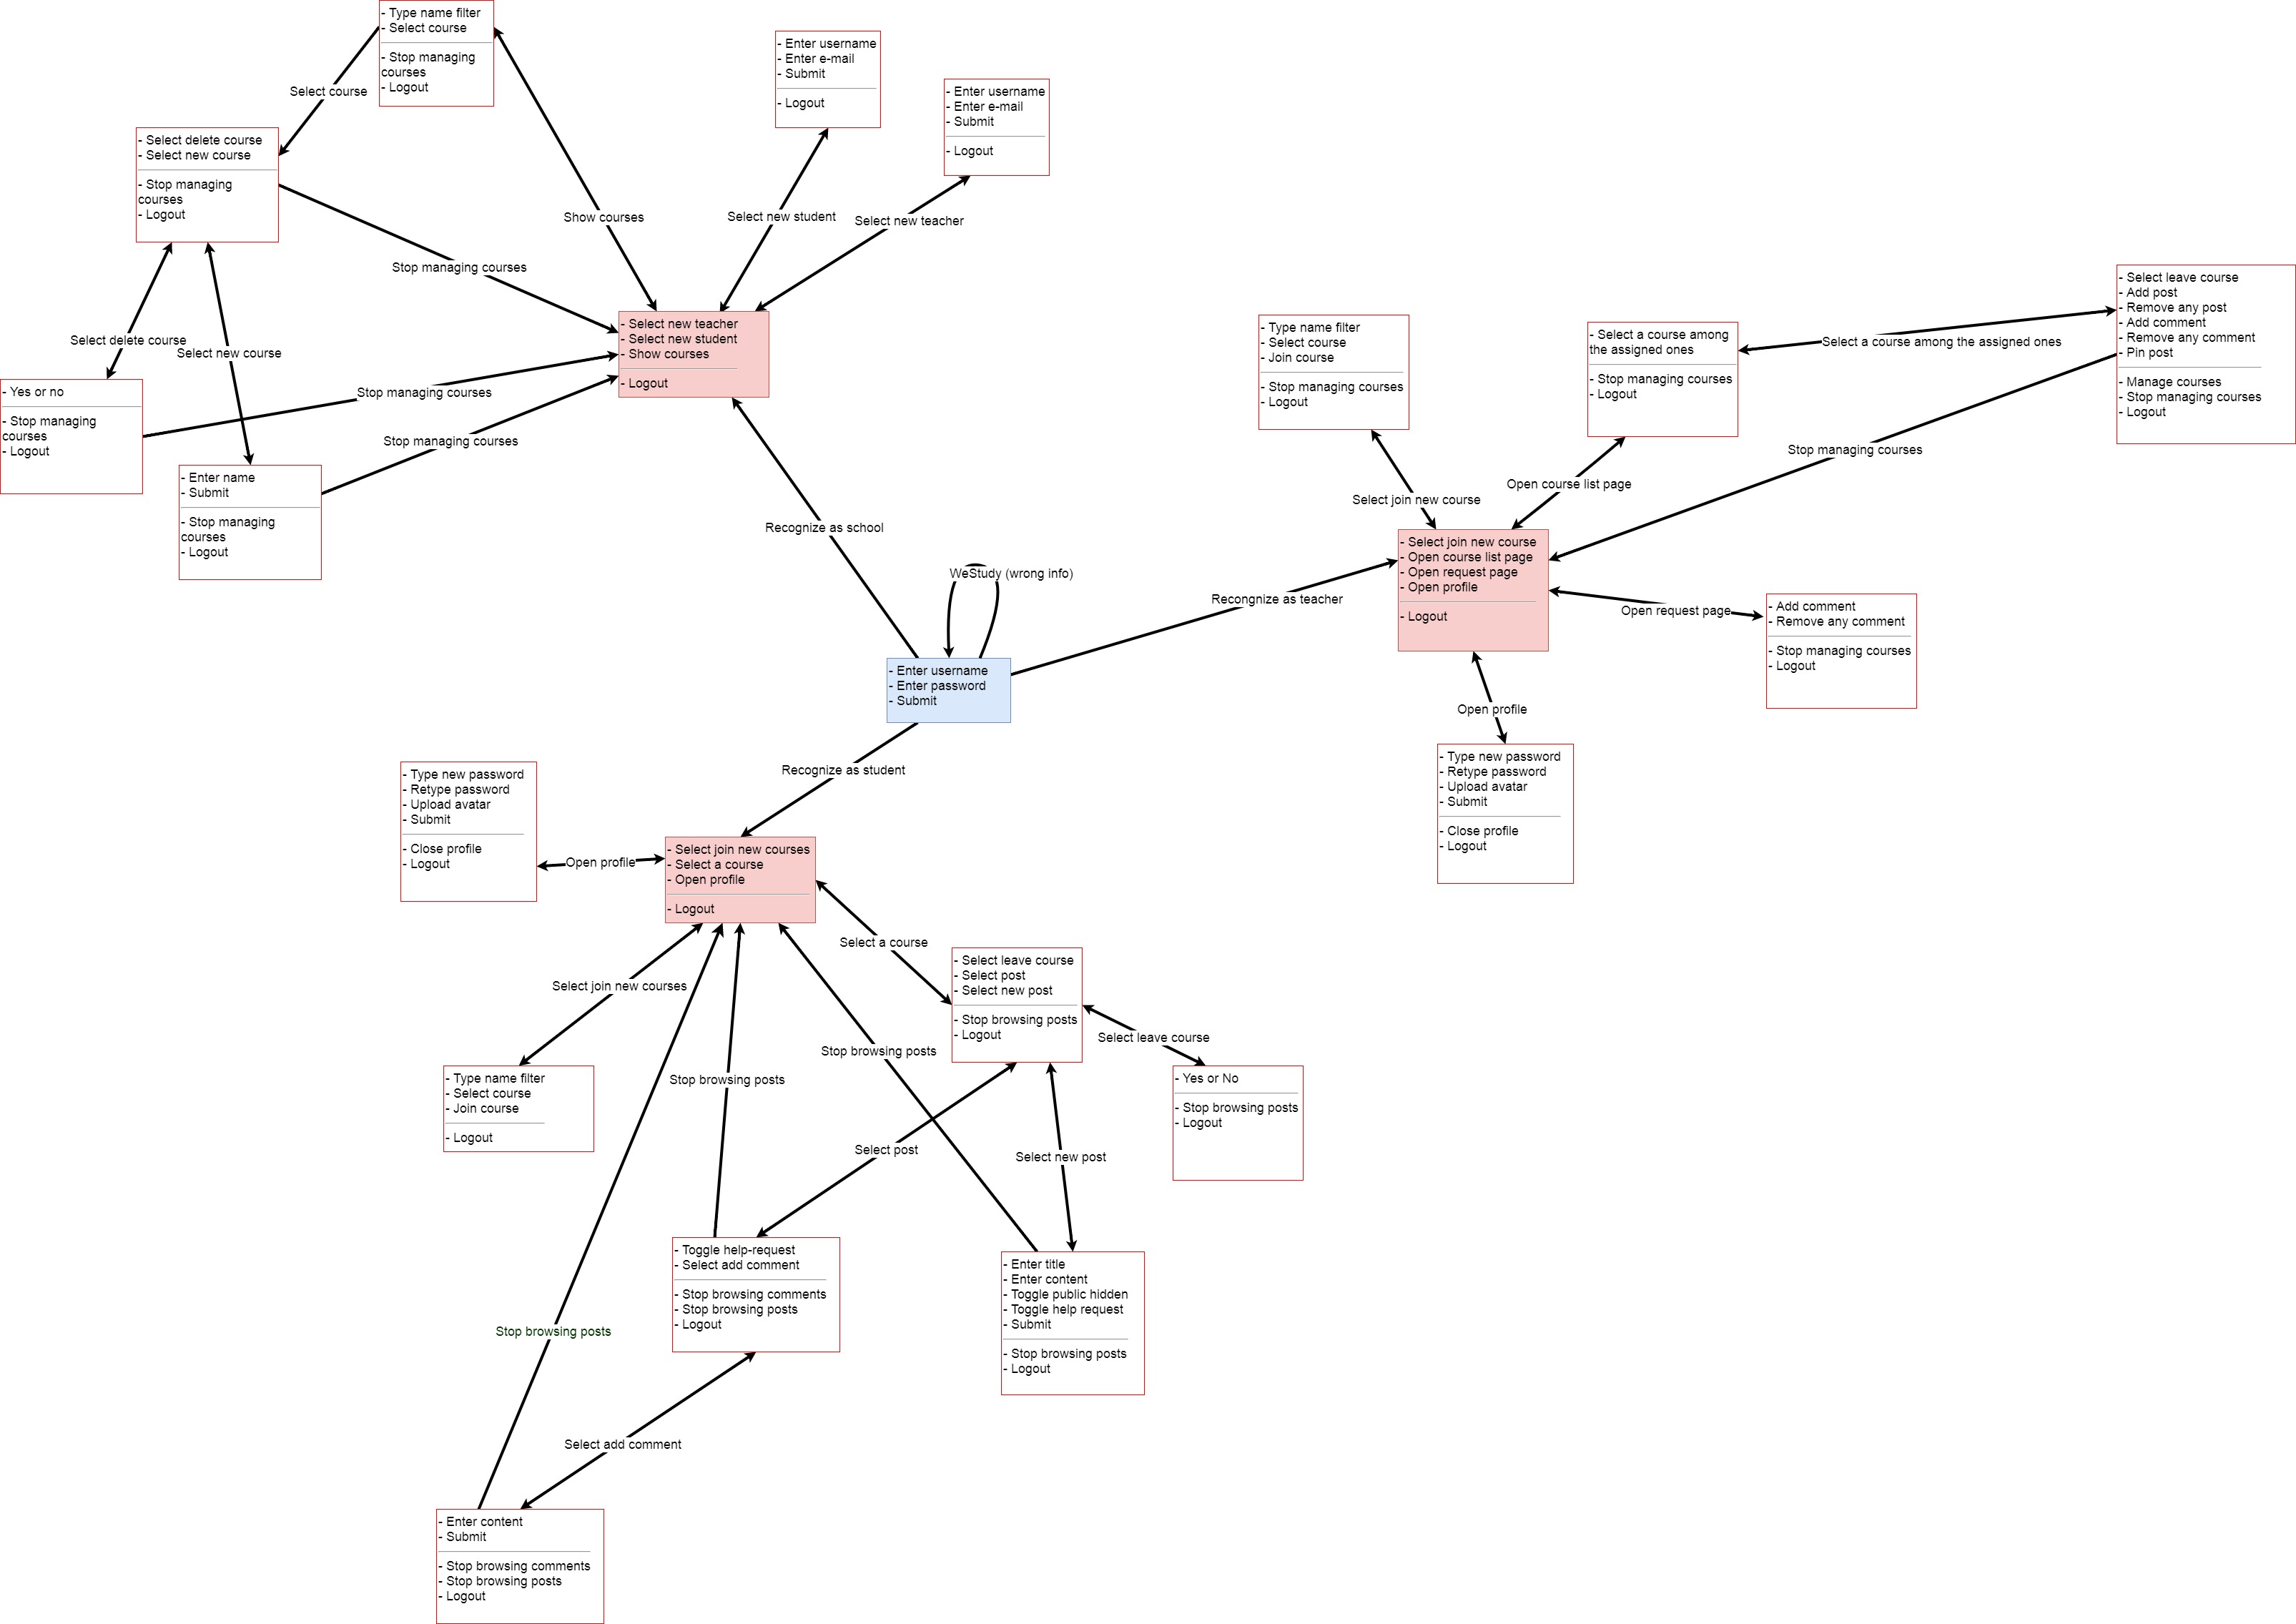 - Type name filter
- Select course
- Stop managing
courses
- Logout
- Enter username
- Enter e-mail
- Submit
- Logout
- Enter username
- Enter e-mail
- Submit
- Logout
Select course
- Select delete course
- Select new course
- Stop managing
courses
- Logout
Show courses
Select new student
Select new teacher
Stop managing courses
Select delete course
Select new course
- Select new teacher
- Select new student
- Show courses
- Logout
- Yes or no
- Stop managing
courses
- Logout
Stop managing courses
Stop managing courses
- Enter name
- Submit
- Stop managing
courses
- Logout
Recognize as school
- Type name filter
- Select course
- Join course
- Stop managing courses
- Logout
- Select a course among
the assigned ones
- Stop managing courses
- Logout
Select a course among the assigned ones
- Select leave course
- Add post
- Remove any post
- Add comment
- Remove any comment
- Pin post
- Manage courses
- Stop managing courses
- Logout
Stop managing courses
Select join new course
Open course list page
- Select join new course
- Open course list page
- Open request page
- Open profile
- Logout
WeStudy (wrong info)
Recongnize as teacher
Open request page
- Add comment
- Remove any comment
- Stop managing courses
- Logout
- Enter username
- Enter password
- Submit
Open profile
- Type new password
- Retype password
- Upload avatar
- Submit
- Close profile
- Logout
Recognize as student
- Type new password
- Retype password
- Upload avatar
- Submit
- Close profile
- Logout
Open profile
- Select join new courses
- Select a course
- Open profile
- Logout
Select a course
Select join new courses
- Select leave course
- Select post
- Select new post
- Stop browsing posts
- Logout
Select leave course
Stop browsing posts
Stop browsing posts
- Type name filter
- Select course
- Join course
- Logout
- Yes or No
- Stop browsing posts
- Logout
Select post
Select new post
- Toggle help-request
- Select add comment
- Stop browsing comments
- Stop browsing posts
- Logout
- Enter title
- Enter content
- Toggle public hidden
- Toggle help request
- Submit
- Stop browsing posts
- Logout
Stop browsing posts
Select add comment
- Enter content
- Submit
- Stop browsing comments
- Stop browsing posts
- Logout